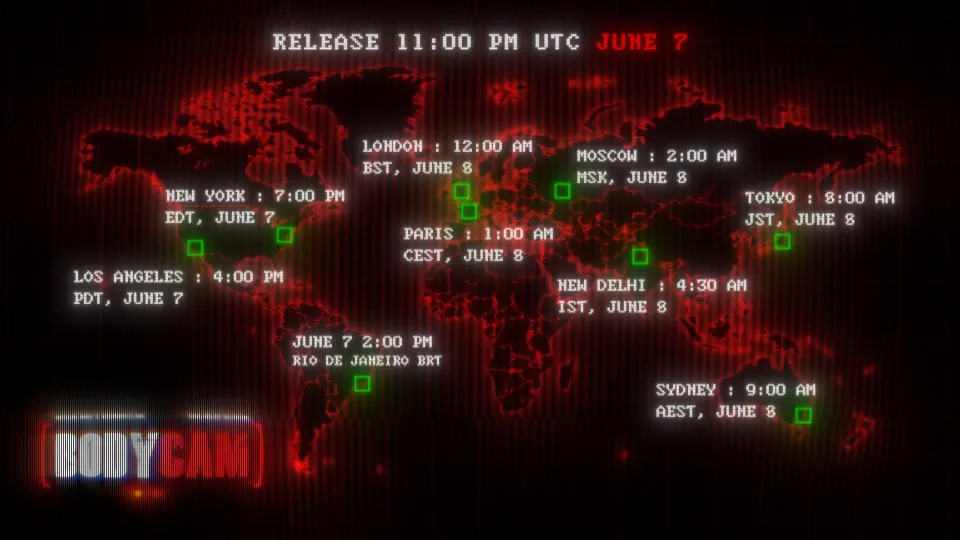 RELEASE 11:00 PM UTC JUNE 7
LONDON : 12:00 AM
BST, JUNE 8
MOSCOW : 2:00 AM
MSK, JUNE 8
NEW YORK : 7:00 PM
EDT, JUNE 7
TOKYO : 8:00 AM
JST, JUNE 8
PARIS : 1:00 AM
CEST, JUNE 8
LOS ANGELES : 4:00 PM
PDT, JUNE 7
NEW DELHI : 4:30 AM
IST, JUNE 8
JUNE 7 2:00 PM
RIO DE JANEIRO BRT
SYDNEY : 9:00 AM
AEST, JUNE 8
BODYCAM